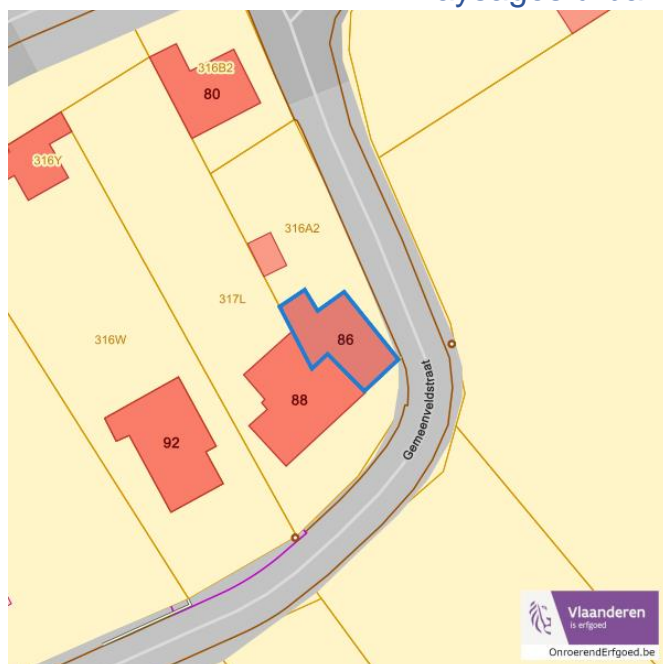 316B2
80
316Y
316A2
317L
316W
86
88
92
Gemeenveldstraat
Vlaanderen
is erfgoed
OnroerendErfgoed.be